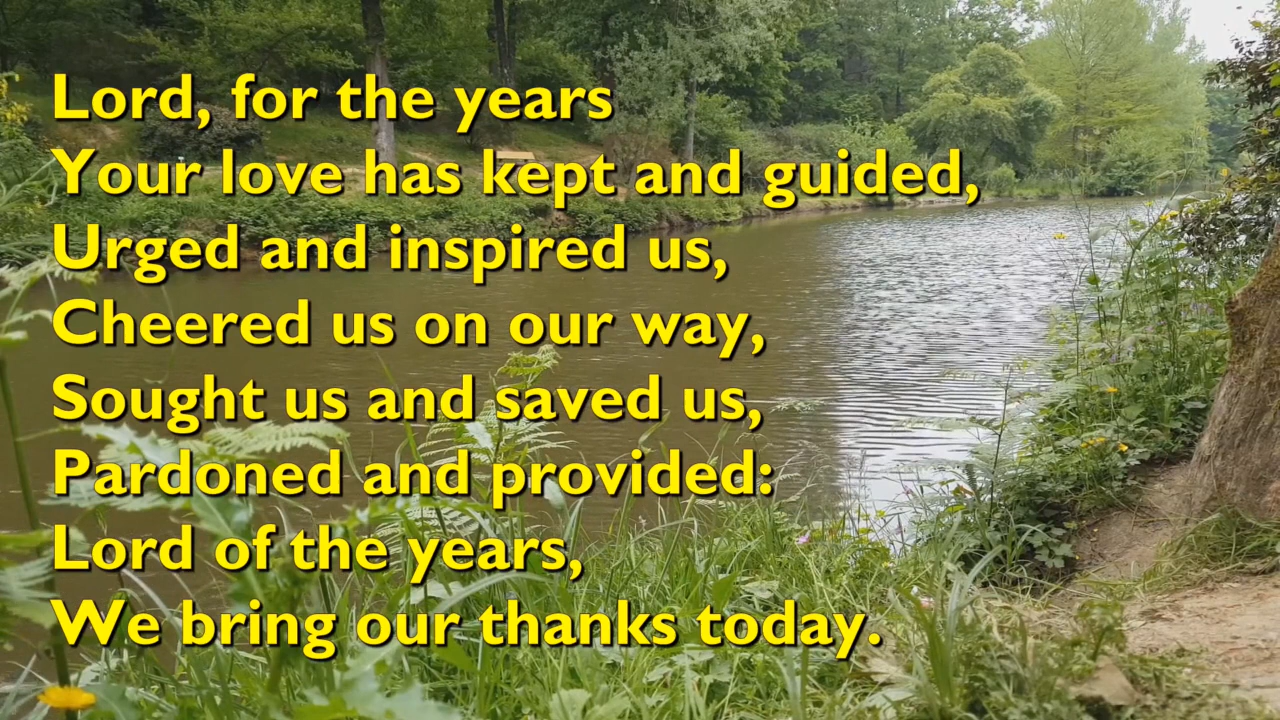 Lord, for the years
Your love has kept and guided,
Urged and inspired us,
Cheered us on our way,
Sought us and saved us,
Pardoned and provided:
Lord of the years,
We bring our thanks today.